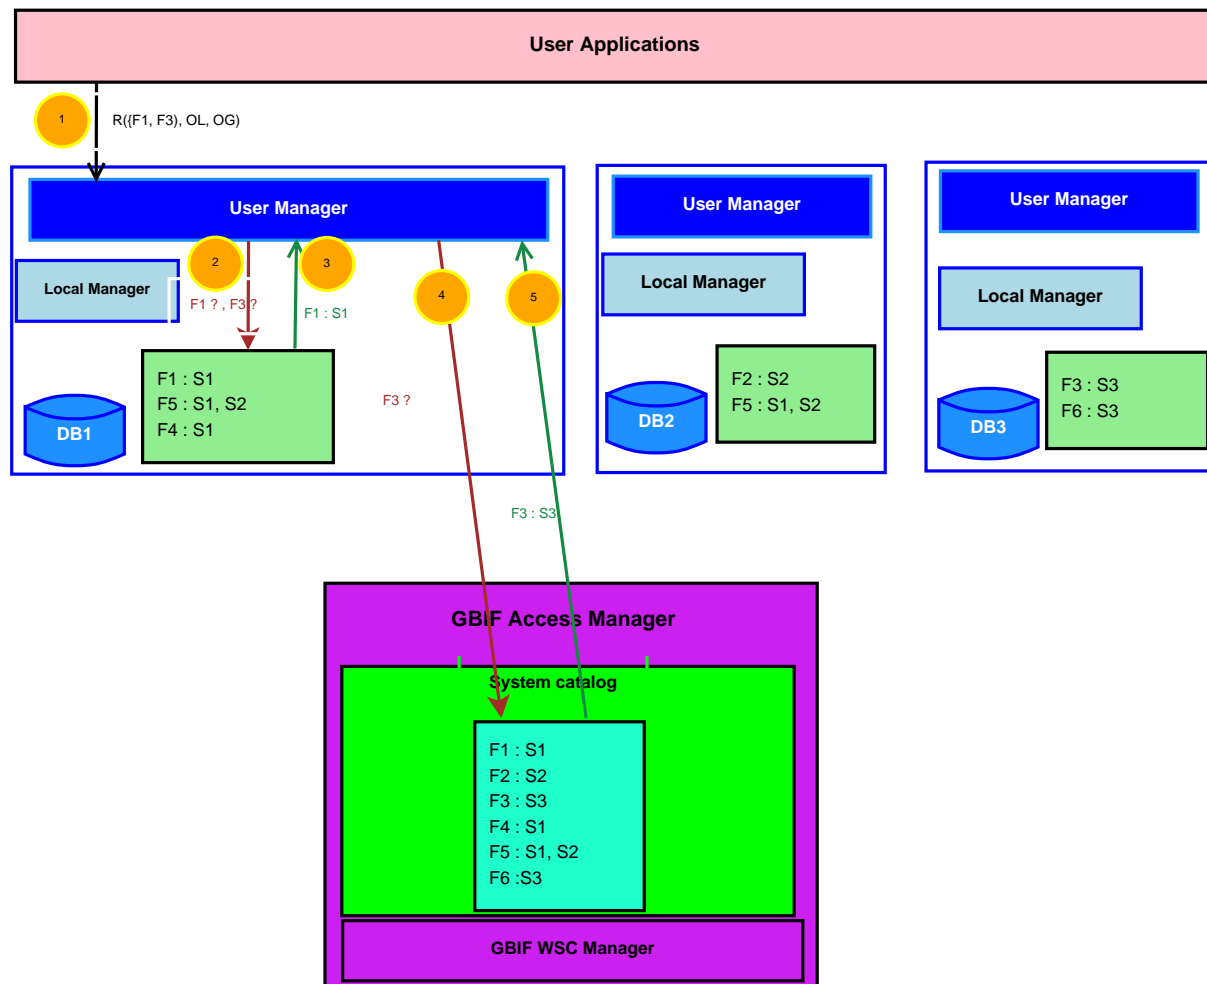 User Applications
1
R({F1, F3), OL, OG)
User Manager
User Manager
User Manager
2
3
4
5
Local Manager
Local Manager
Local Manager
F1 ? , F3 ?
F1 : S1
F1 : S1
F5 : S1, S2
F4 : S1
DB1
F3 ?
F2 : S2
F5 : S1, S2
DB2
F3 : S3
F6 : S3
DB3
F3 : S3
GBIF Access Manager
System catalog
F1 : S1
F2 : S2
F3 : S3
F4 : S1
F5 : S1, S2
F6 :S3
GBIF WSC Manager